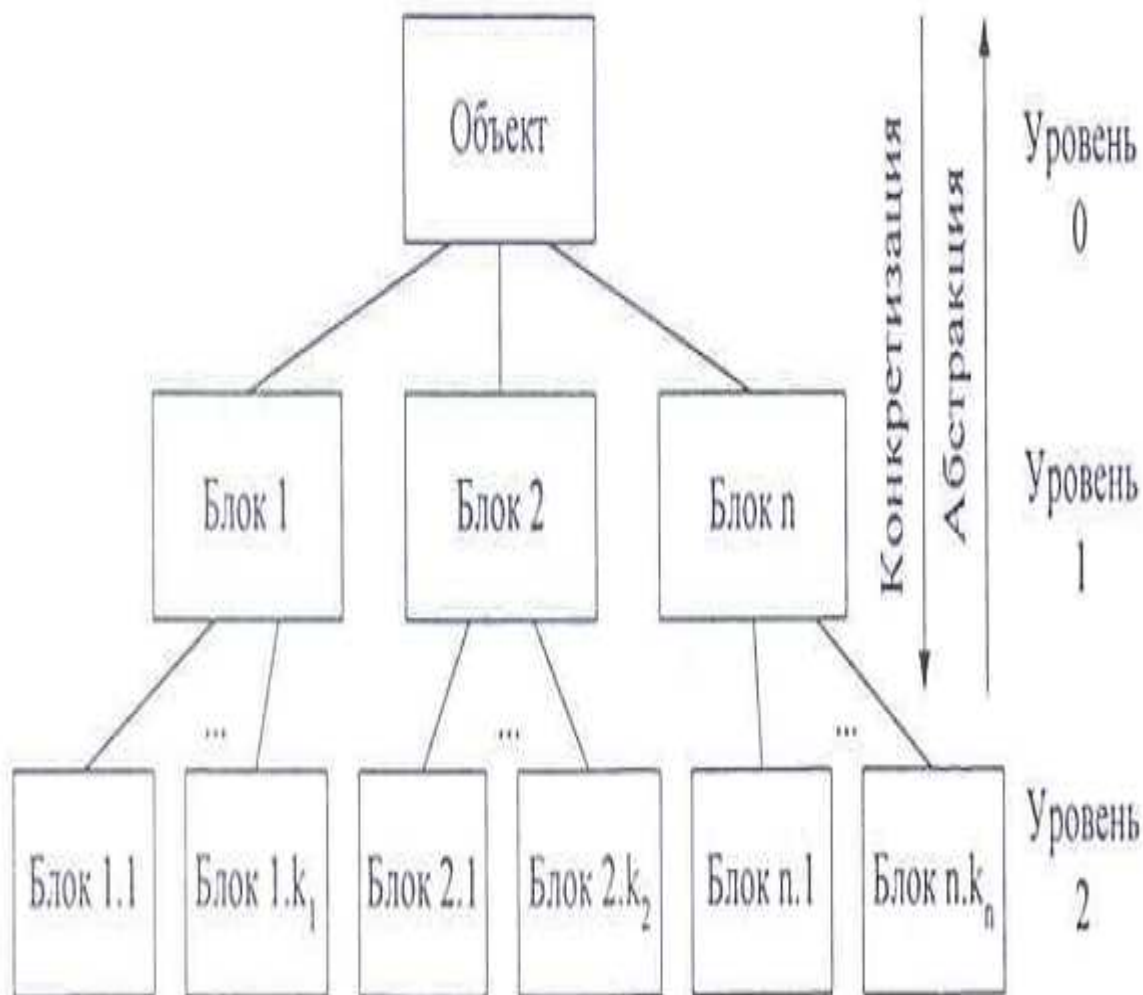 Объект
Уровень
0
Конкретизация
Абстракция
Блок 1
Блок 2
Блок n
Уровень
1
...
...
...
Блок 1.1
Блок 1.k₁
Блок 2.1
Блок 2.k₂
Блок n.1
Блок n.kₙ
Уровень
2